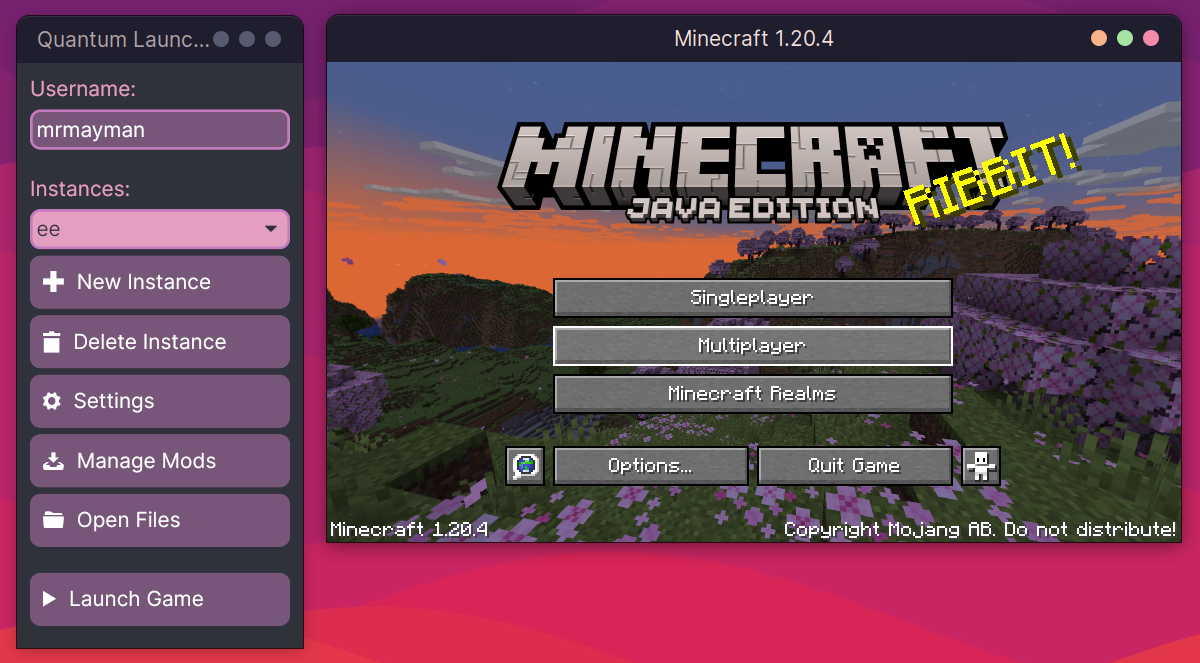 Quantum Launc...
Username:
mrmayman
Instances:
ee
New Instance
Delete Instance
Settings
Manage Mods
Open Files
Launch Game
Minecraft 1.20.4
MINECRAFT
JAVA EDITION
RIBBIT!
Singleplayer
Multiplayer
Minecraft Realms
Options...
Quit Game
Minecraft 1.20.4
Copyright Mojang AB. Do not distribute!